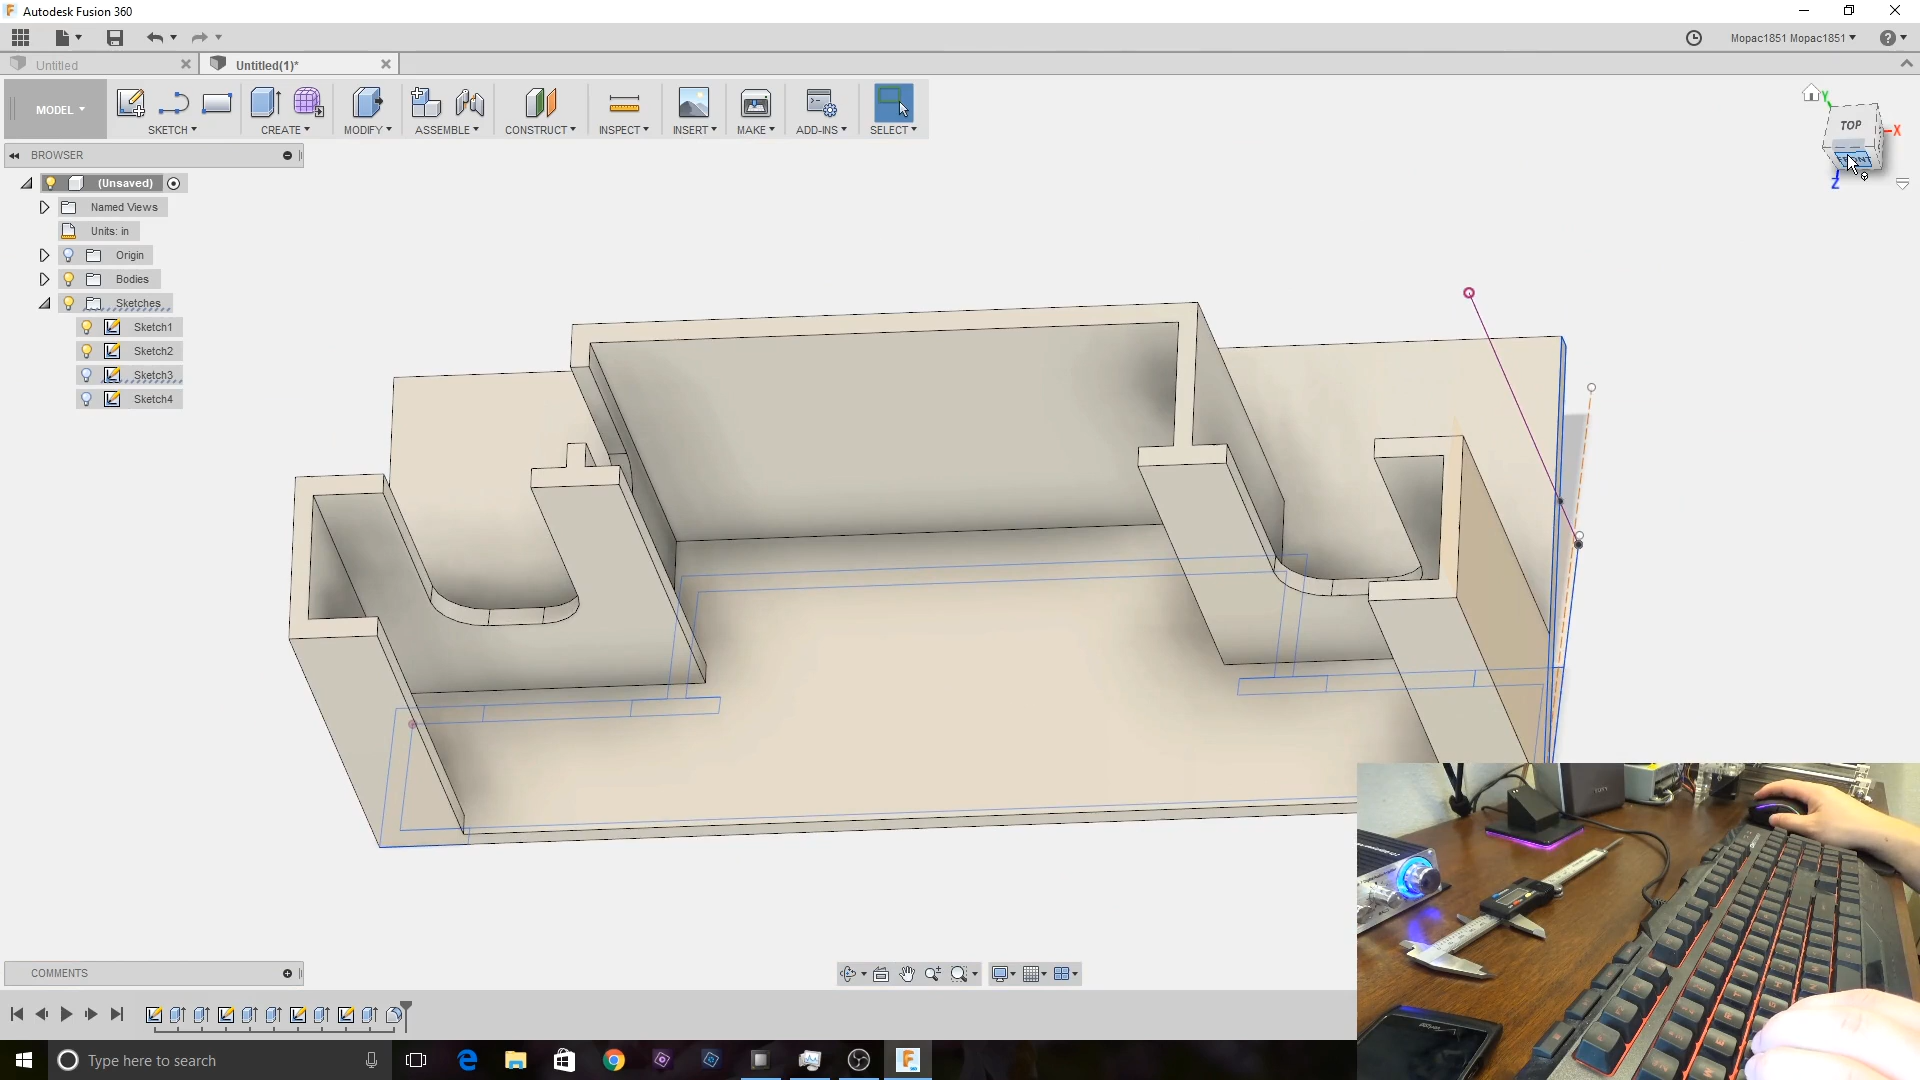 Autodesk Fusion 360
Mopac1851 Mopac1851
Untitled
Untitled(1)*
MODEL
SKETCH
CREATE
MODIFY
ASSEMBLE
CONSTRUCT
INSPECT
INSERT
MAKE
ADD-INS
SELECT
BROWSER
(Unsaved)
Named Views
Units: in
Origin
Bodies
Sketches
Sketch1
Sketch2
Sketch3
Sketch4
Y
TOP
X
FRONT
Z
COMMENTS
Type here to search